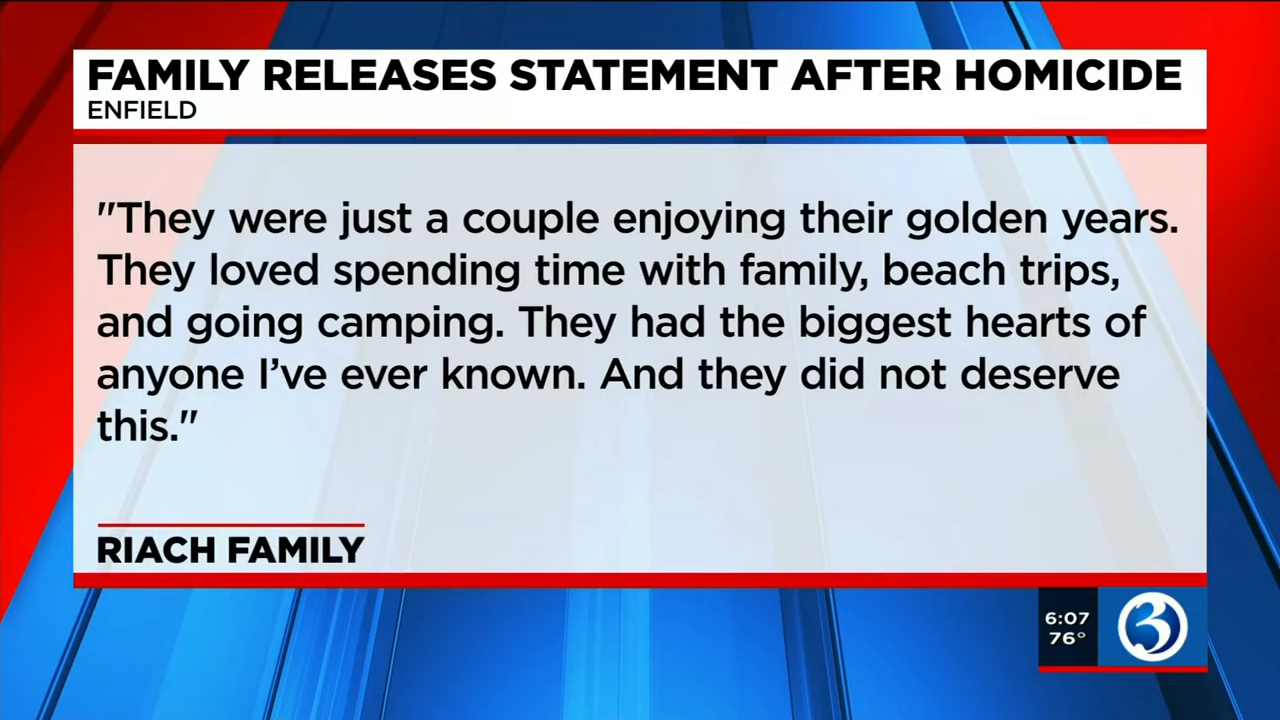 FAMILY RELEASES STATEMENT AFTER HOMICIDE
ENFIELD
"They were just a couple enjoying their golden years.
They loved spending time with family, beach trips,
and going camping. They had the biggest hearts of
anyone I’ve ever known. And they did not deserve
this."
RIACH FAMILY
6:07
76°
3